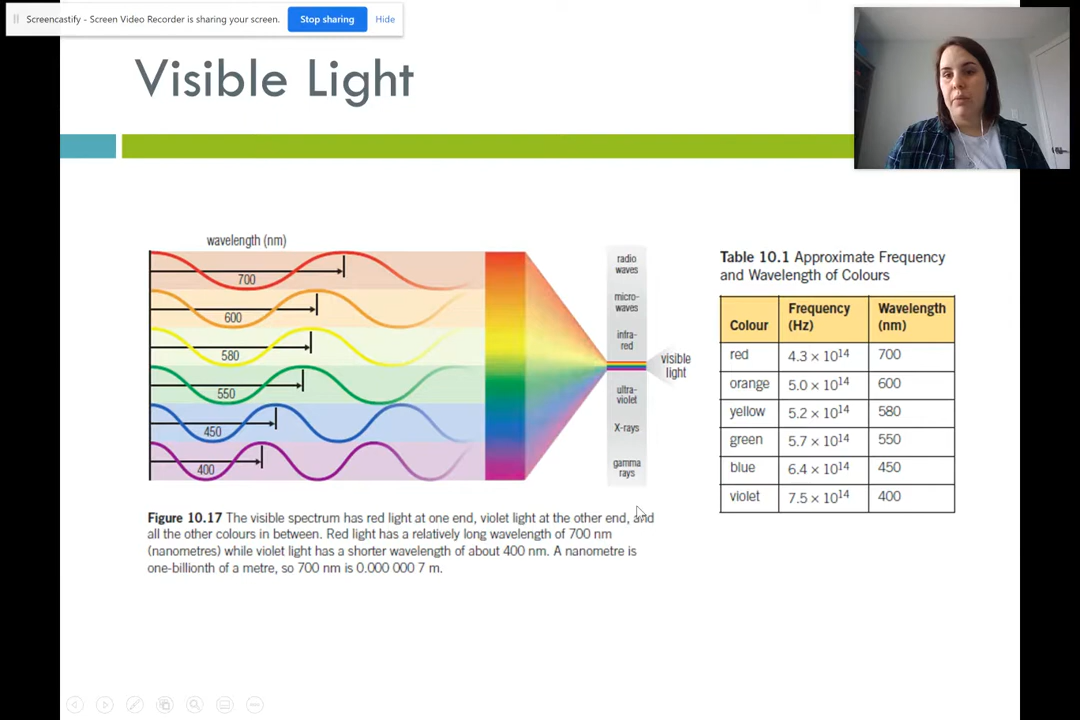 Screencastify - Screen Video Recorder is sharing your screen.
Stop sharing
Hide
Visible Light
wavelength (nm)
700
600
580
550
450
400
radio
waves
micro-
waves
infra-
red
visible
light
ultra-
violet
X-rays
gamma
rays
Table 10.1 Approximate Frequency
and Wavelength of Colours
Colour Frequency (Hz) Wavelength (nm)
red 4.3 × 10¹⁴ 700
orange 5.0 × 10¹⁴ 600
yellow 5.2 × 10¹⁴ 580
green 5.7 × 10¹⁴ 550
blue 6.4 × 10¹⁴ 450
violet 7.5 × 10¹⁴ 400
Figure 10.17 The visible spectrum has red light at one end, violet light at the other end, and
all the other colours in between. Red light has a relatively long wavelength of 700 nm
(nanometres) while violet light has a shorter wavelength of about 400 nm. A nanometre is
one-billionth of a metre, so 700 nm is 0.000 000 7 m.